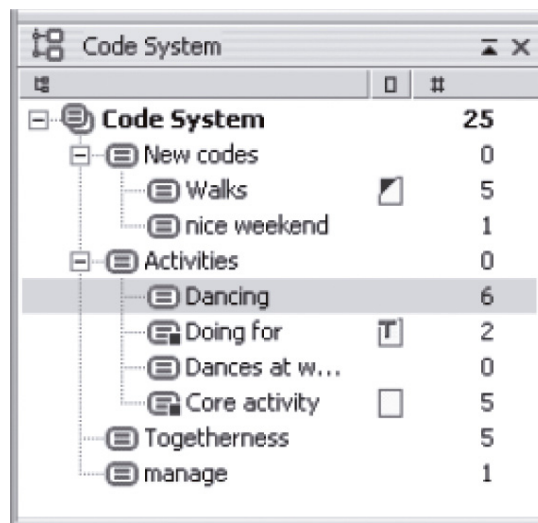 Code System
#
Code System 25
New codes 0
Walks 5
nice weekend 1
Activities 0
Dancing 6
Doing for T 2
Dances at w... 0
Core activity 5
Togetherness 5
manage 1